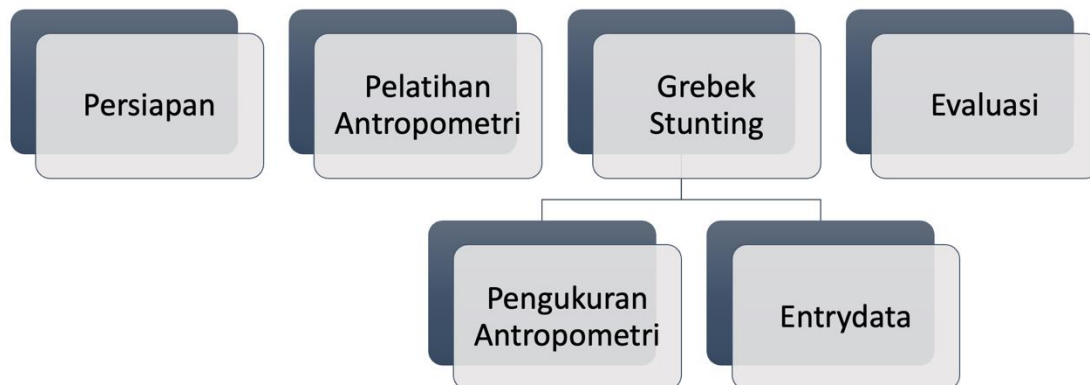 Persiapan
Pelatihan
Antropometri
Grebek
Stunting
Evaluasi
Pengukuran
Antropometri
Entrydata